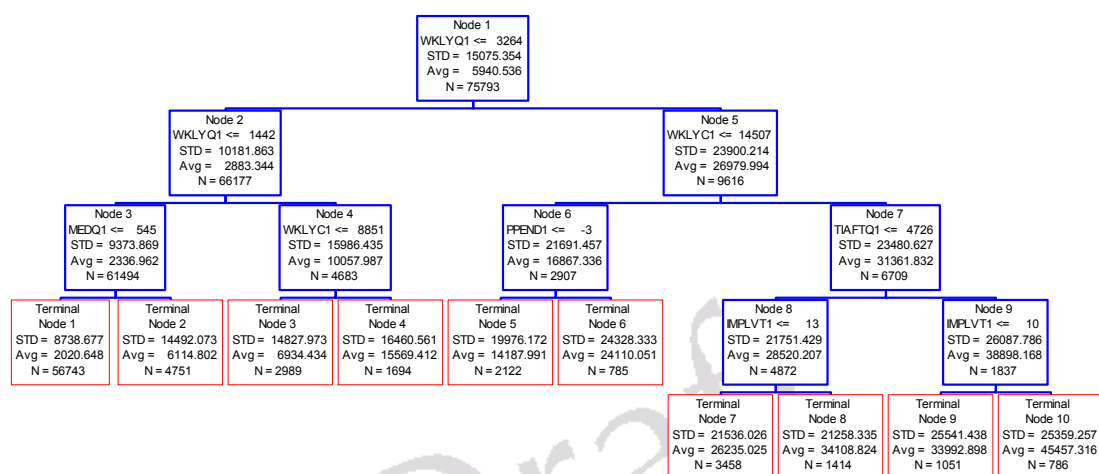 Node 1
WKLYQ1 <= 3264
STD = 15075.354
Avg = 5940.536
N = 75793
Node 2
WKLYQ1 <= 1442
STD = 10181.863
Avg = 2883.344
N = 66177
Node 5
WKLYC1 <= 14507
STD = 23900.214
Avg = 26979.994
N = 9616
Node 3
MEDQ1 <= 545
STD = 9373.869
Avg = 2336.962
N = 61494
Node 4
WKLYC1 <= 8851
STD = 15986.435
Avg = 10057.987
N = 4683
Node 6
PPEND1 <= -3
STD = 21691.457
Avg = 16867.336
N = 2907
Node 7
TIAFTQ1 <= 4726
STD = 23480.627
Avg = 31361.832
N = 6709
Terminal
Node 1
STD = 8738.677
Avg = 2020.648
N = 56743
Terminal
Node 2
STD = 14492.073
Avg = 6114.802
N = 4751
Terminal
Node 3
STD = 14827.973
Avg = 6934.434
N = 2989
Terminal
Node 4
STD = 16460.561
Avg = 15569.412
N = 1694
Terminal
Node 5
STD = 19976.172
Avg = 14187.991
N = 2122
Terminal
Node 6
STD = 24328.333
Avg = 24110.051
N = 785
Node 8
IMPLVT1 <= 13
STD = 21751.429
Avg = 28520.207
N = 4872
Node 9
IMPLVT1 <= 10
STD = 26087.786
Avg = 38898.168
N = 1837
Terminal
Node 7
STD = 21536.026
Avg = 26235.025
N = 3458
Terminal
Node 8
STD = 21258.335
Avg = 34108.824
N = 1414
Terminal
Node 9
STD = 25541.438
Avg = 33992.898
N = 1051
Terminal
Node 10
STD = 25359.257
Avg = 45457.316
N = 786